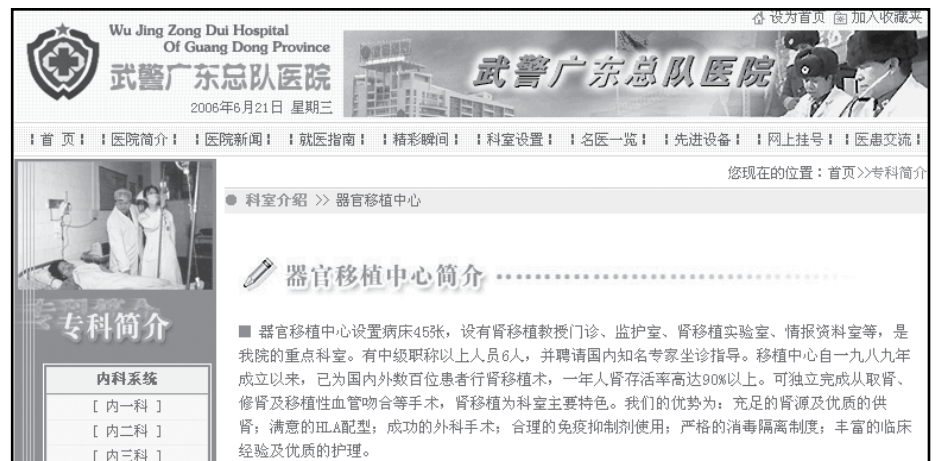 设为首页 加入收藏夹
Wu Jing Zong Dui Hospital
Of Guang Dong Province
武警广东总队医院
2006年6月21日 星期三
武警广东总队医院
¦首 页¦ ¦医院简介¦ ¦医院新闻¦ ¦就医指南¦ ¦精彩瞬间¦ ¦科室设置¦ ¦名医一览¦ ¦先进设备¦ ¦网上挂号¦ ¦医患交流¦
您现在的位置：首页>>专科简介
● 科室介绍 >> 器官移植中心
器官移植中心简介
■ 器官移植中心设置病床45张，设有肾移植教授门诊、监护室、肾移植实验室、情报资料室等，是
我院的重点科室。有中级职称以上人员6人，并聘请国内知名专家坐诊指导。移植中心自一九八九年
成立以来，已为国内外数百位患者行肾移植术，一年人肾存活率高达90%以上。可独立完成从取肾、
修肾及移植性血管吻合等手术，肾移植为科室主要特色。我们的优势为：充足的肾源及优质的供
肾；满意的HLA配型；成功的外科手术；合理的免疫抑制剂使用；严格的消毒隔离制度；丰富的临床
经验及优质的护理。
专科简介
内科系统
[ 内一科 ]
[ 内二科 ]
[ 内三科 ]